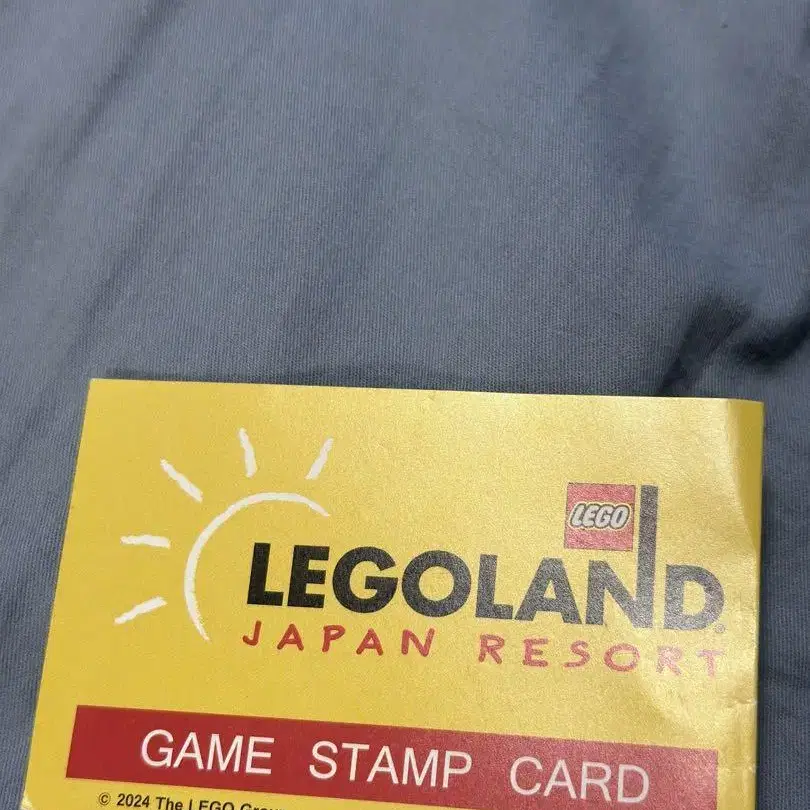 LEGO
LEGOLAND®
JAPAN RESORT
GAME STAMP CARD
© 2024 The LEGO